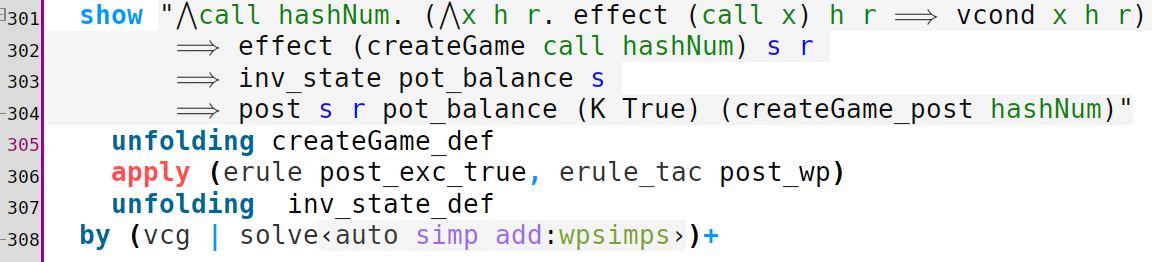 301 show "⋀call hashNum. (⋀x h r. effect (call x) h r ⟹ vcond x h r)
302 ⟹ effect (createGame call hashNum) s r
303 ⟹ inv_state pot_balance s
304 ⟹ post s r pot_balance (K True) (createGame_post hashNum)"
305 unfolding createGame_def
306 apply (erule post_exc_true, erule_tac post_wp)
307 unfolding inv_state_def
308 by (vcg | solve‹auto simp add:wpsimps›)+